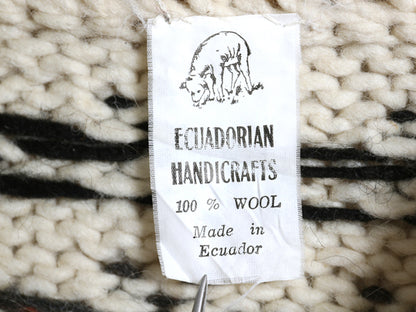 ECUADORIAN
HANDICRAFTS
100 % WOOL
Made in
Ecuador